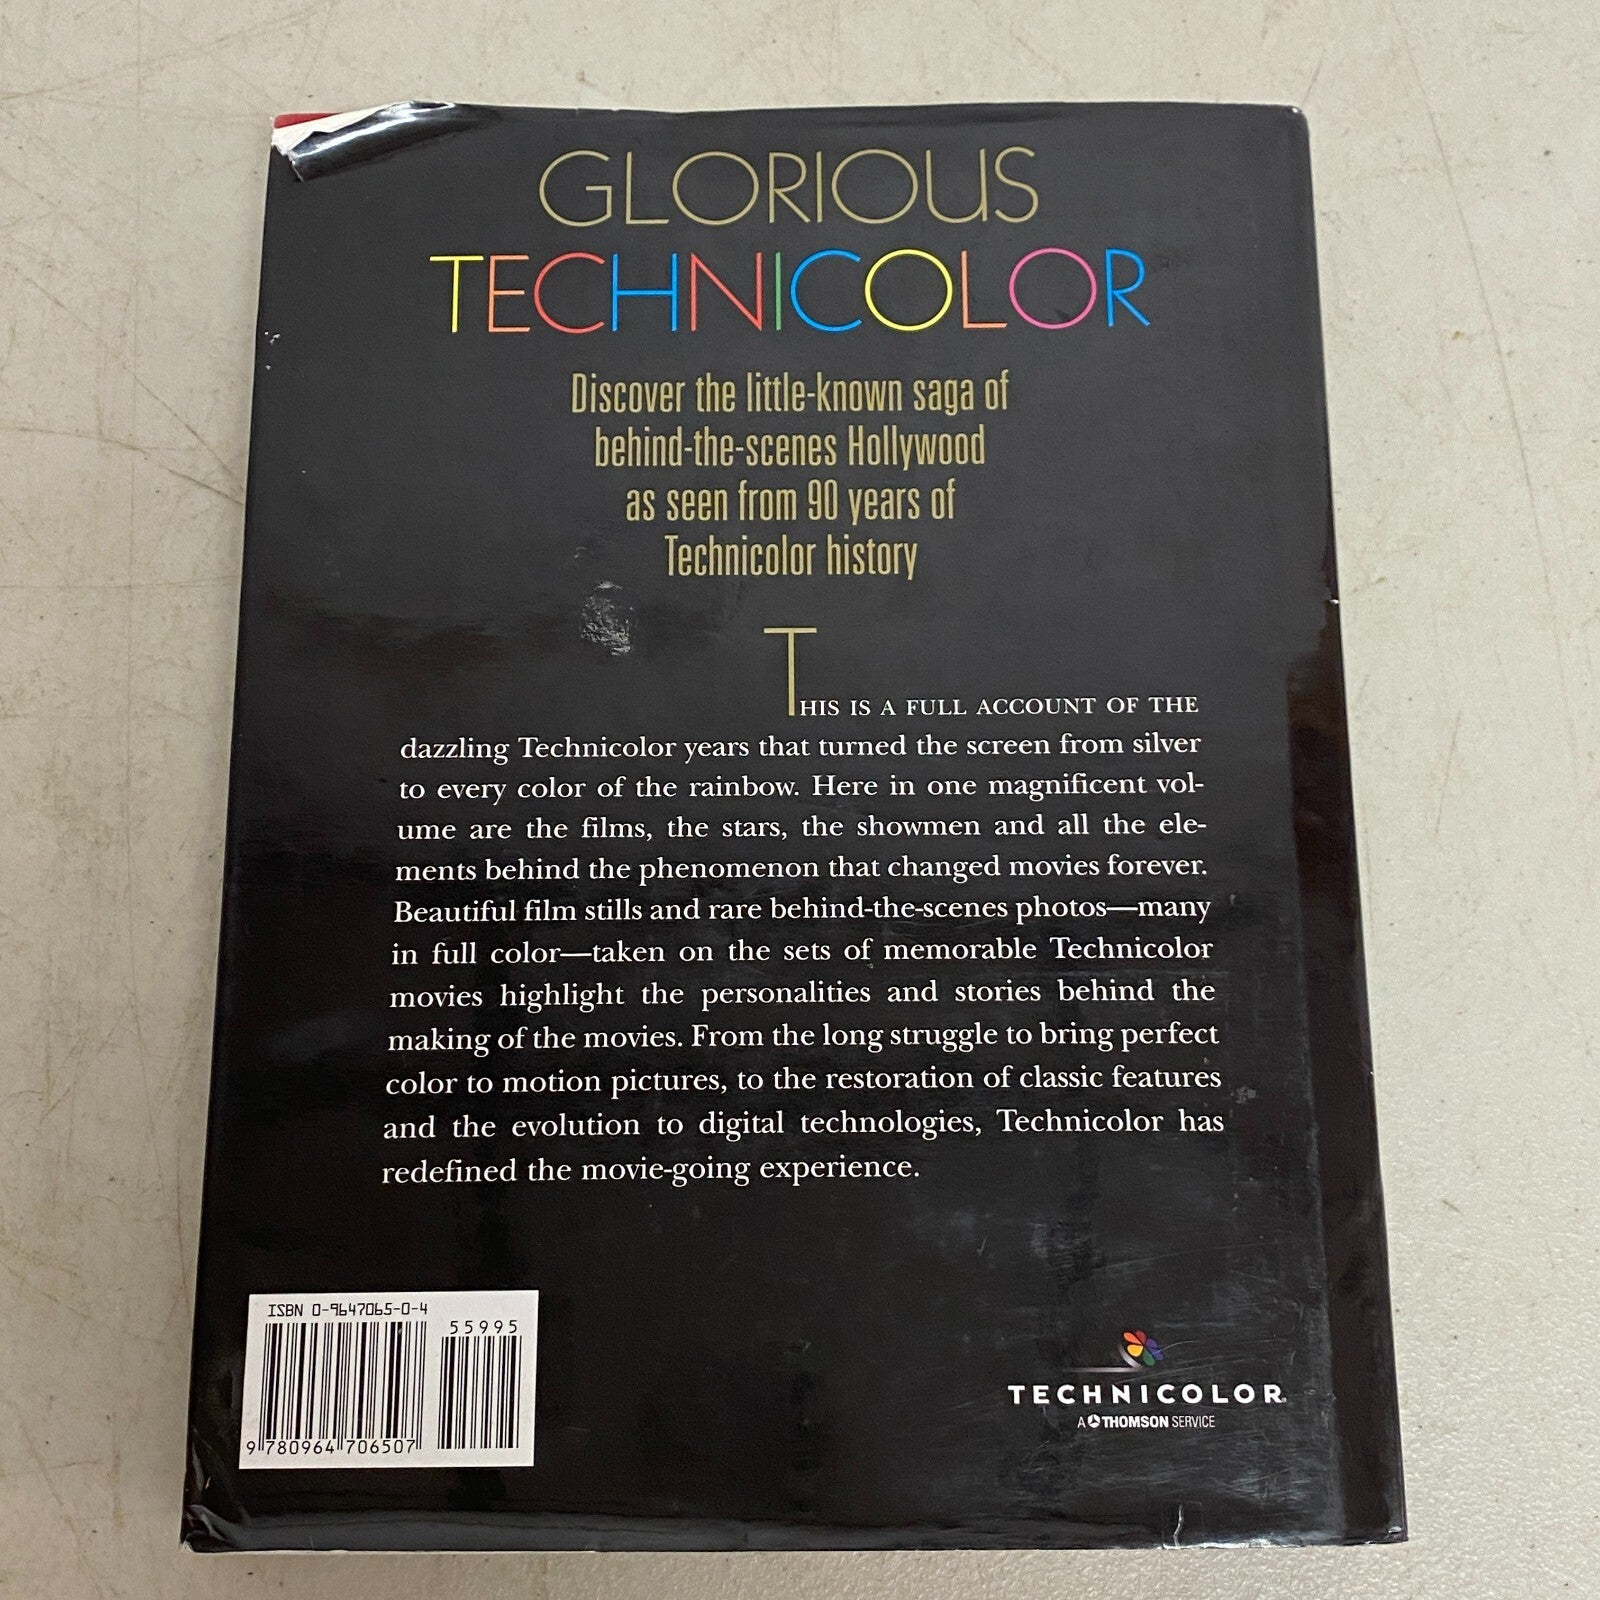 GLORIOUS
TECHNICOLOR
Discover the little-known saga of
behind-the-scenes Hollywood
as seen from 90 years of
Technicolor history
THIS IS A FULL ACCOUNT OF THE
dazzling Technicolor years that turned the screen from silver
to every color of the rainbow. Here in one magnificent vol-
ume are the films, the stars, the showmen and all the ele-
ments behind the phenomenon that changed movies forever.
Beautiful film stills and rare behind-the-scenes photos—many
in full color—taken on the sets of memorable Technicolor
movies highlight the personalities and stories behind the
making of the movies. From the long struggle to bring perfect
color to motion pictures, to the restoration of classic features
and the evolution to digital technologies, Technicolor has
redefined the movie-going experience.
ISBN 0-9647065-0-4
55995
9 780964 706507
TECHNICOLOR®
A THOMSON SERVICE